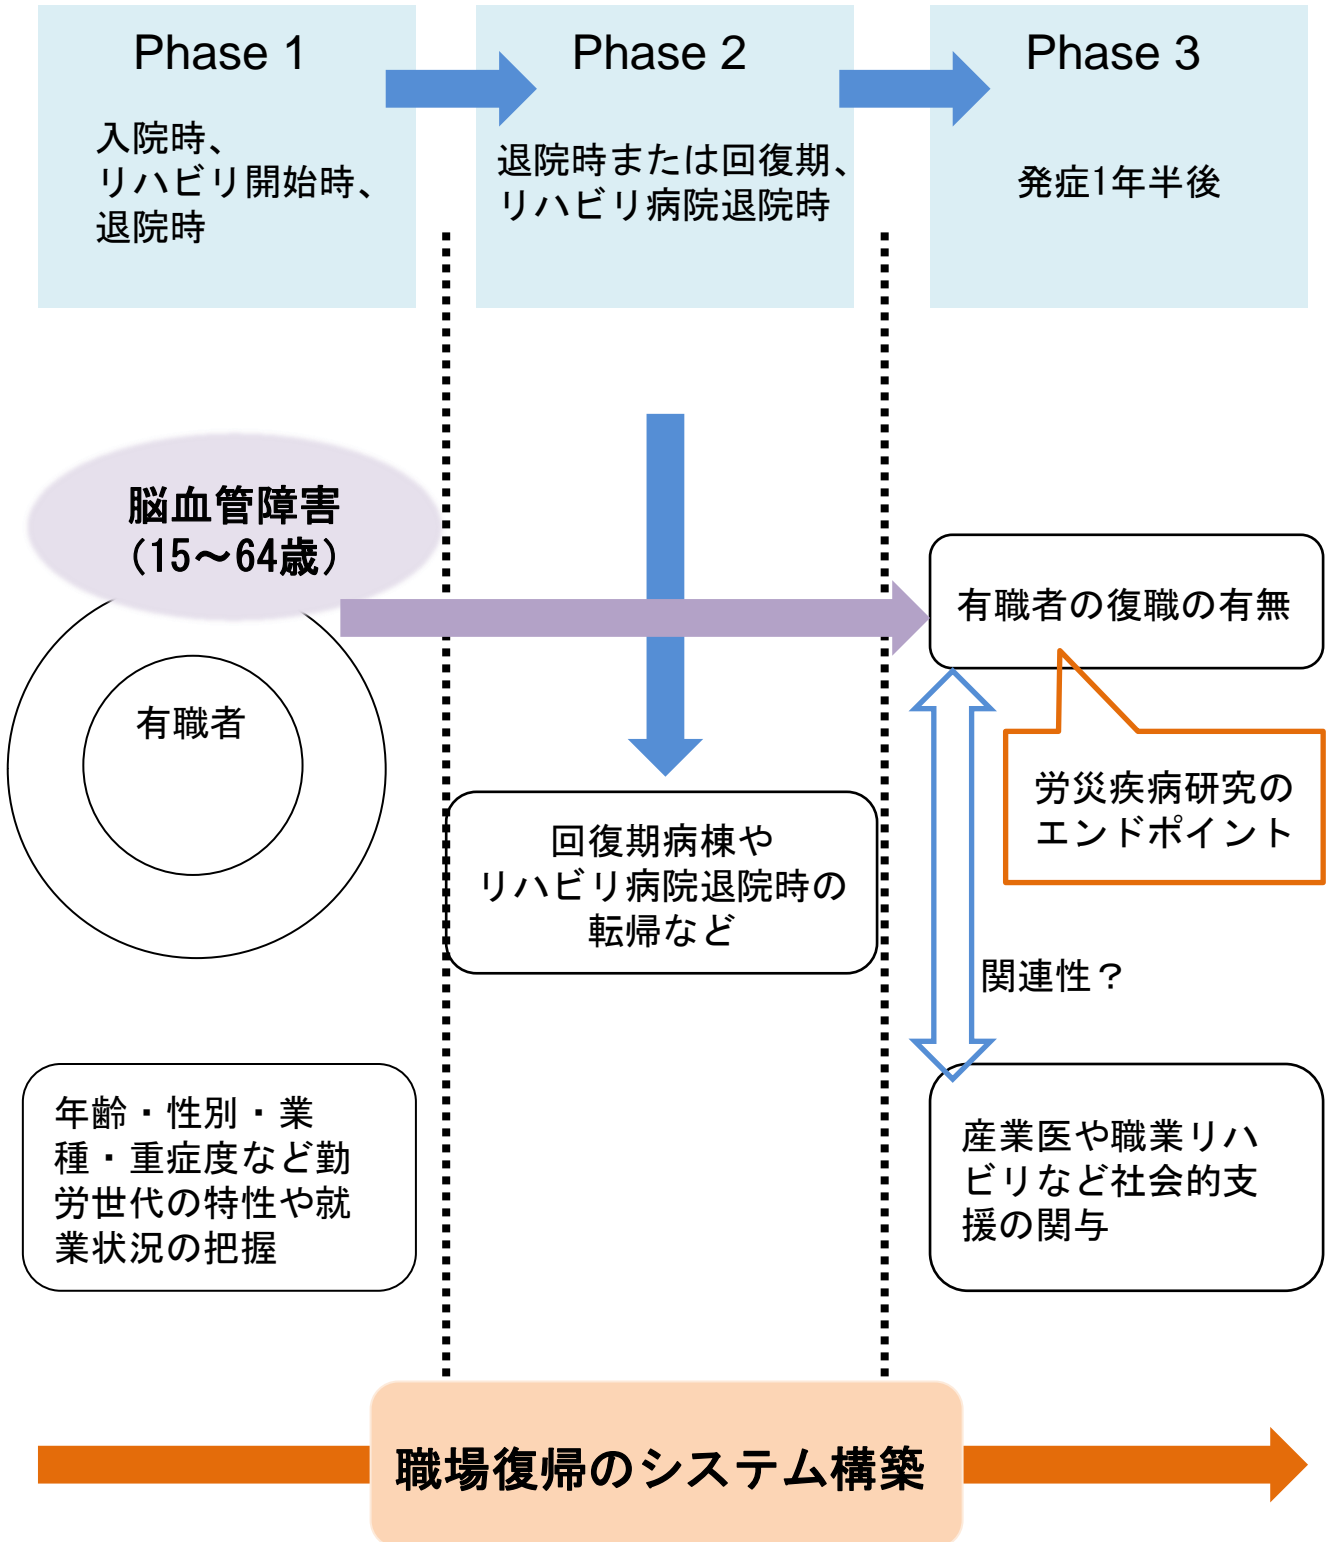 Phase 1
入院時、
リハビリ開始時、
退院時
Phase 2
退院時または回復期、
リハビリ病院退院時
Phase 3
発症1年半後
脳血管障害
（15～64歳）
有職者
有職者の復職の有無
労災疾病研究の
エンドポイント
回復期病棟や
リハビリ病院退院時の
転帰など
関連性？
年齢・性別・業
種・重症度など勤
労世代の特性や就
業状況の把握
産業医や職業リハ
ビリなど社会的支
援の関与
職場復帰のシステム構築